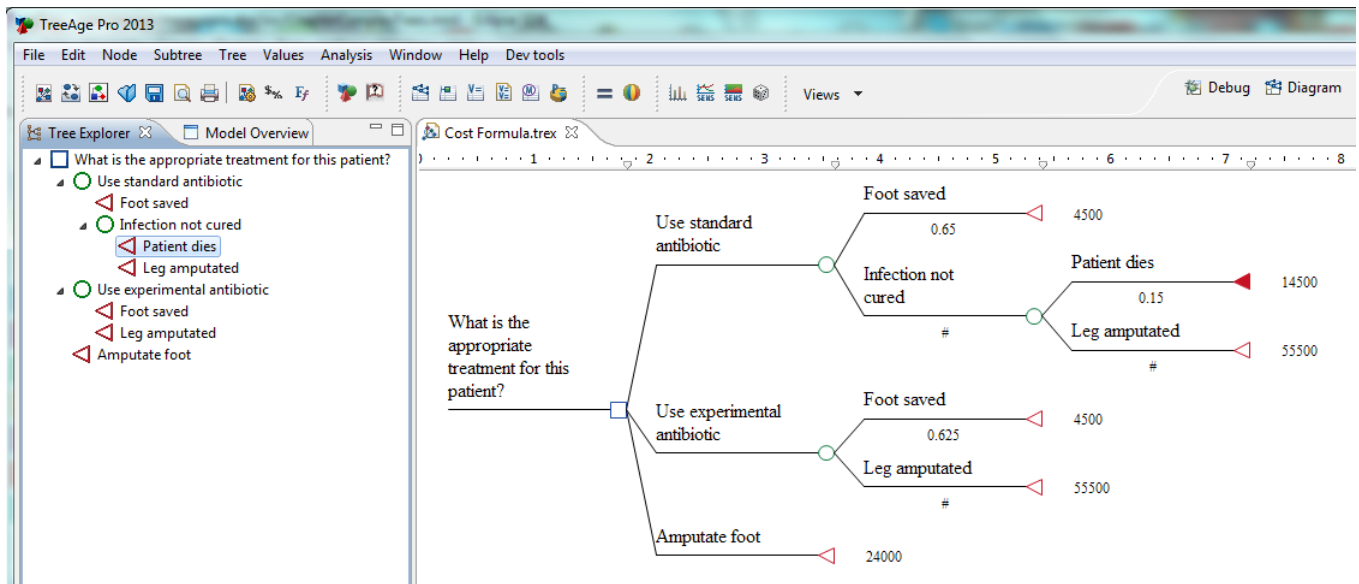 TreeAge Pro 2013
File Edit Node Subtree Tree Values Analysis Window Help Dev tools
Views Debug Diagram
Tree Explorer Model Overview
What is the appropriate treatment for this patient?
Use standard antibiotic
Foot saved
Infection not cured
Patient dies
Leg amputated
Use experimental antibiotic
Foot saved
Leg amputated
Amputate foot
Cost Formula.trex
1 2 3 4 5 6 7 8
What is the
appropriate
treatment for this
patient?
Use standard
antibiotic
Foot saved
0.65
4500
Infection not
cured
#
Patient dies
0.15
14500
Leg amputated
#
55500
Use experimental
antibiotic
Foot saved
0.625
4500
Leg amputated
#
55500
Amputate foot
24000